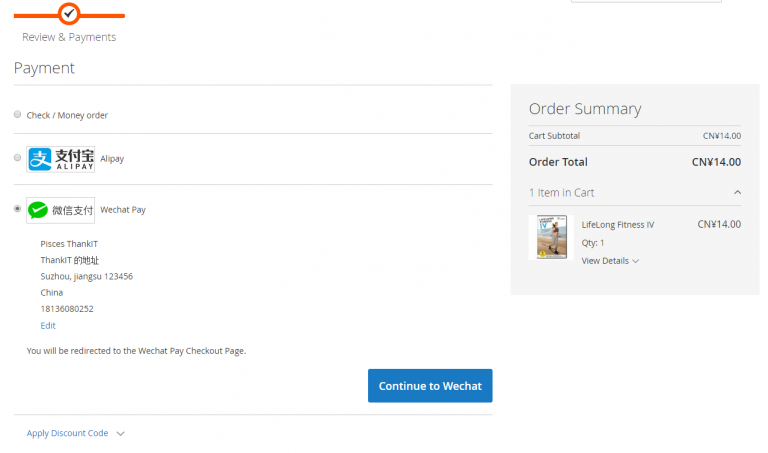 Review & Payments
Payment
Check / Money order
支付宝
ALIPAY
Alipay
微信支付
Wechat Pay
Pisces ThankIT
ThankIT 的地址
Suzhou, jiangsu 123456
China
18136080252
Edit
You will be redirected to the Wechat Pay Checkout Page.
Continue to Wechat
Apply Discount Code
Order Summary
Cart Subtotal CN¥14.00
Order Total CN¥14.00
1 Item in Cart
LifeLong Fitness IV CN¥14.00
Qty: 1
View Details